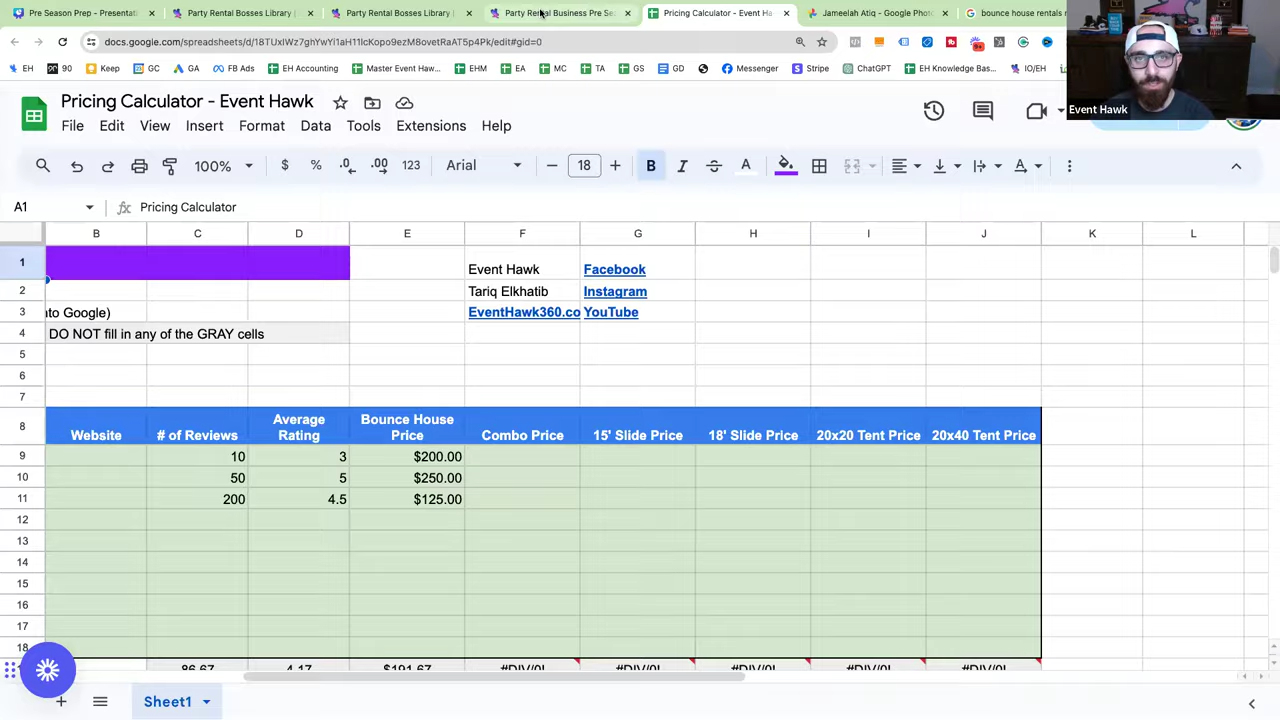 Pre Season Prep - Presentati
Party Rental Bosses Library |
Party Rental Bosses Library |
Rental Business Pre Se
Pricing Calculator - Event Ha
Jameelah Atiq - Google Photo
bounce house rentals
docs.google.com/spreadsheets/d/
EH
90
Keep
GC
GA
FB Ads
EH Accounting
Master Event Haw...
EHM
EA
MC
TA
GS
GD
Messenger
Stripe
ChatGPT
EH Knowledge Bas...
IO/EH
Event Hawk
Pricing Calculator - Event Hawk
File Edit View Insert Format Data Tools Extensions Help
100% $ % .0 .00 123 Arial 18 B I A
A1 fx Pricing Calculator
B C D E F G H I J K L
1 Event Hawk Facebook
2 Tariq Elkhatib Instagram
3 nto Google) EventHawk360.co YouTube
4 DO NOT fill in any of the GRAY cells
5
6
7
8 Website # of Reviews Average Rating Bounce House Price Combo Price 15' Slide Price 18' Slide Price 20x20 Tent Price 20x40 Tent Price
9 10 3 $200.00
10 50 5 $250.00
11 200 4.5 $125.00
12
13
14
15
16
17
18
86.67 4.17 $191.67 #DIV/0! #DIV/0! #DIV/0! #DIV/0! #DIV/0!
Sheet1